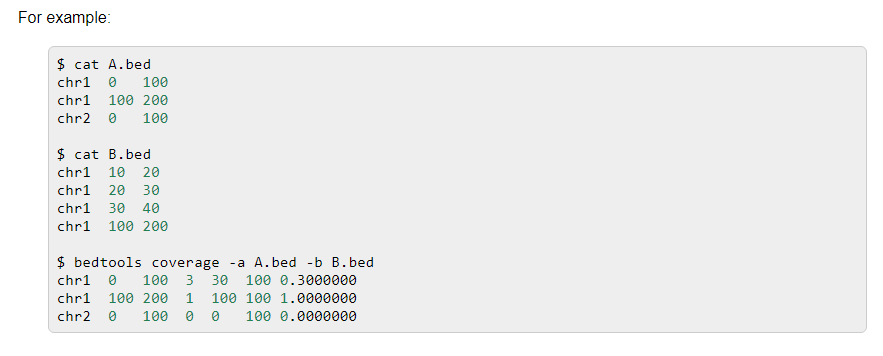 For example:
$ cat A.bed
chr1  0   100
chr1  100 200
chr2  0   100
$ cat B.bed
chr1  10  20
chr1  20  30
chr1  30  40
chr1  100 200
$ bedtools coverage -a A.bed -b B.bed
chr1  0   100  3  30  100 0.3000000
chr1  100 200  1  100 100 1.0000000
chr2  0   100  0  0   100 0.0000000